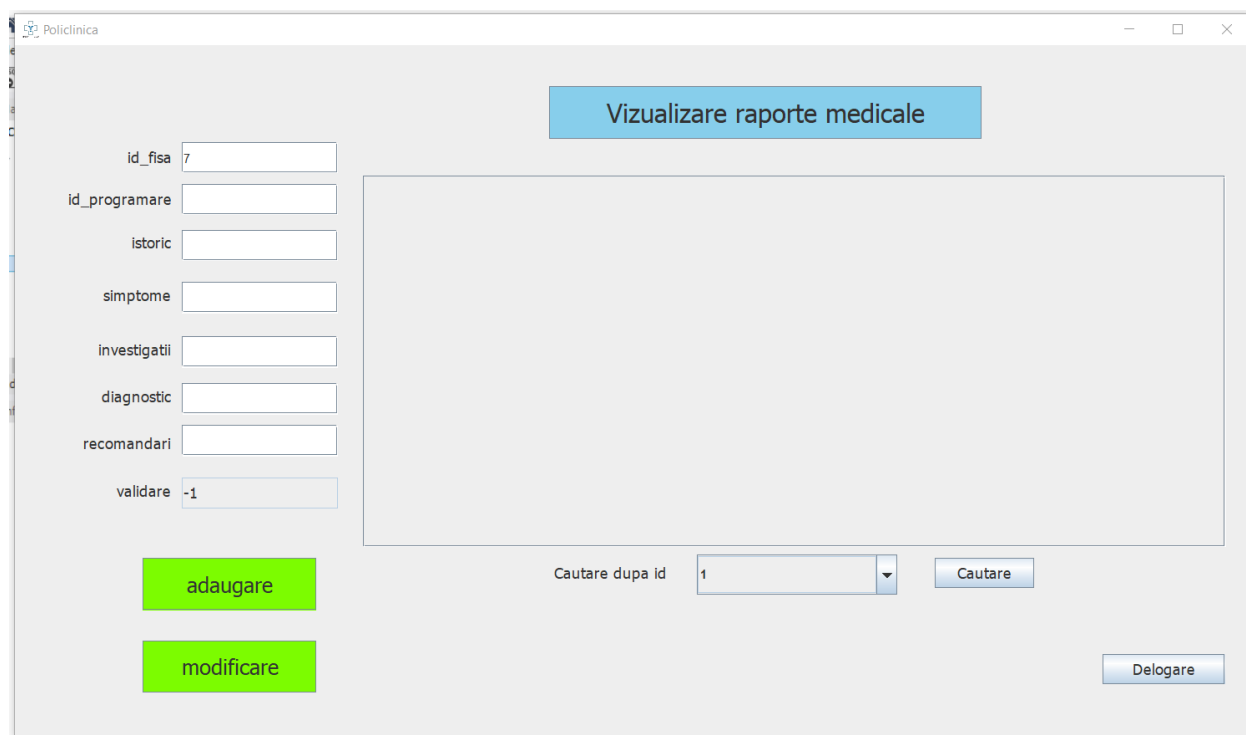 Policlinica
Vizualizare raporte medicale
id_fisa 7
id_programare
istoric
simptome
investigatii
diagnostic
recomandari
validare -1
Cautare dupa id 1 Cautare
adaugare
modificare
Delogare